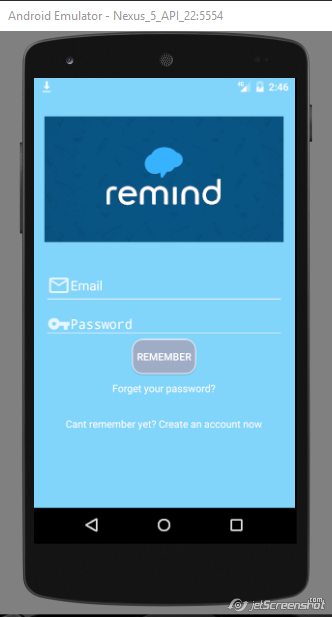 Android Emulator - Nexus_5_API_22:5554
4G 2:46
remind
Email
Password
REMEMBER
Forget your password?
Cant remember yet? Create an account now
jetScreenshot.com